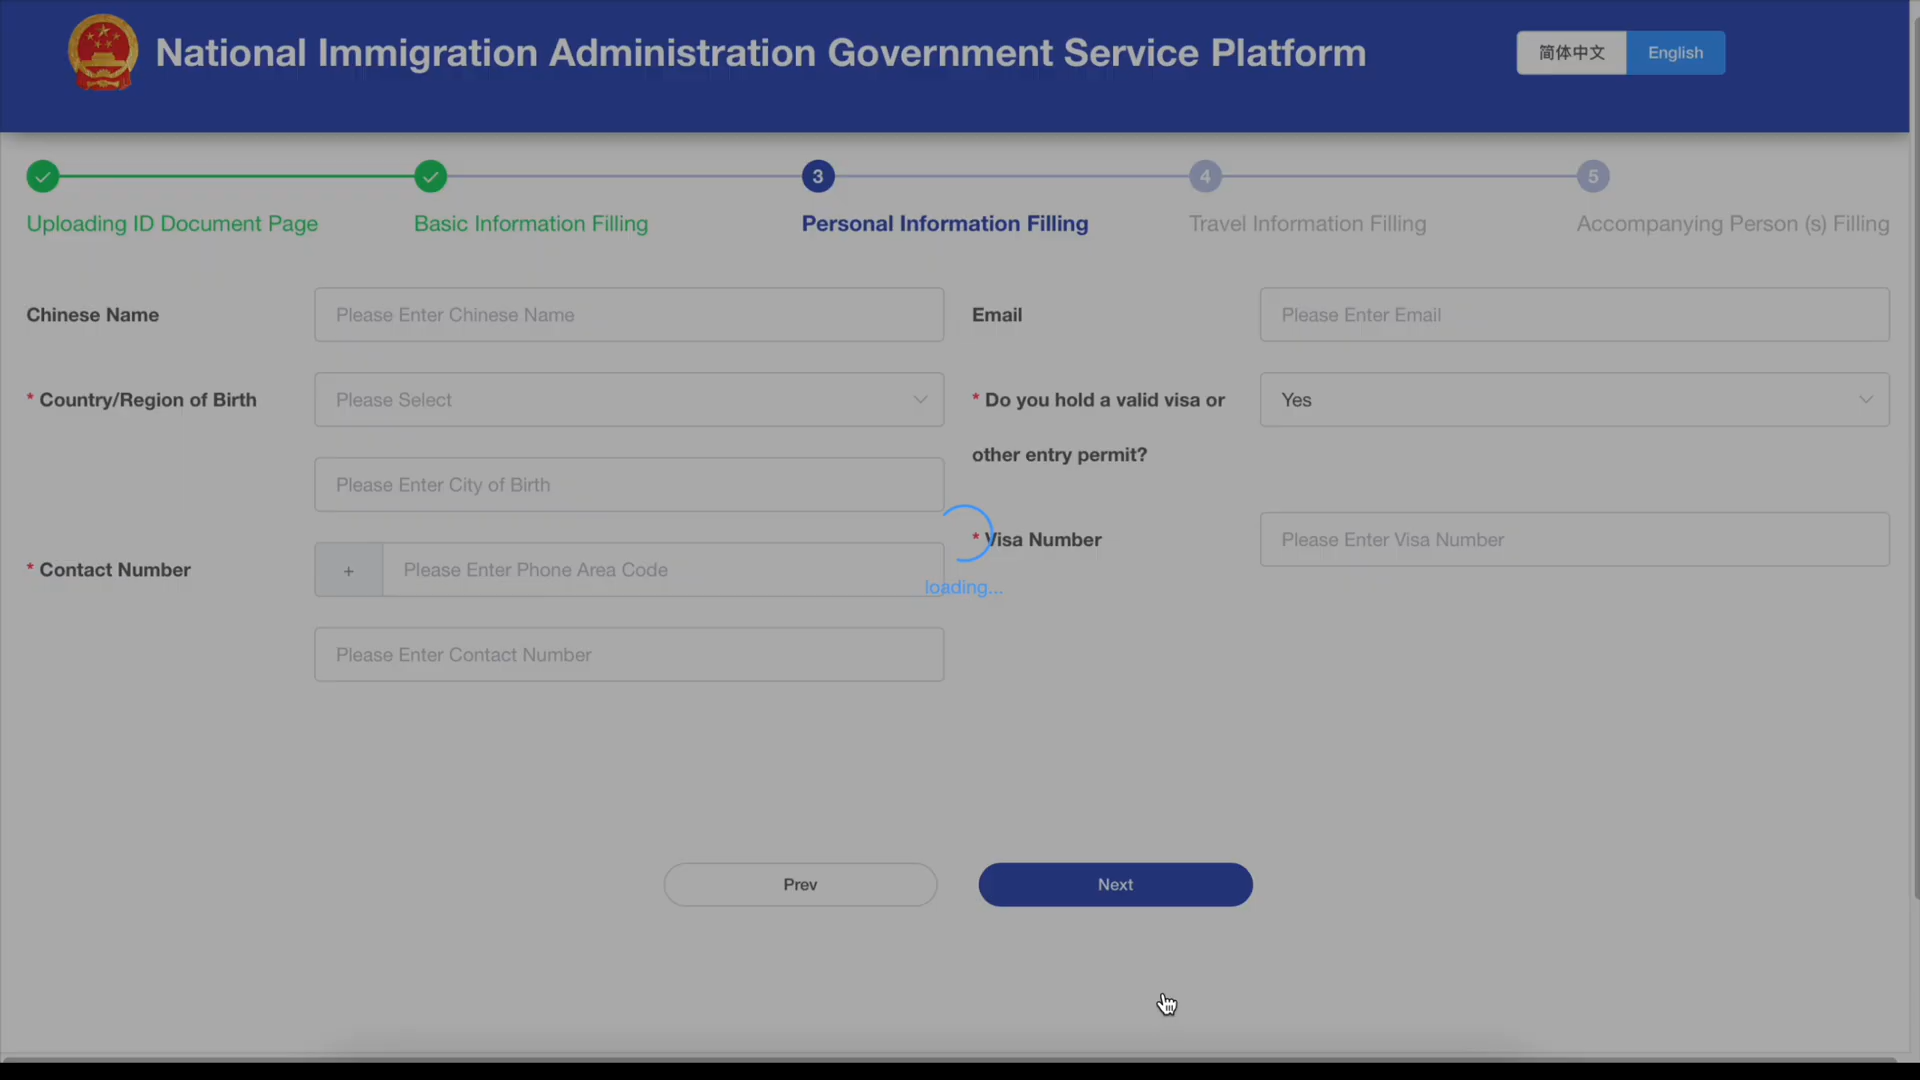 National Immigration Administration Government Service Platform
简体中文
English
3
4
5
Uploading ID Document Page
Basic Information Filling
Personal Information Filling
Travel Information Filling
Accompanying Person (s) Filling
Chinese Name
Please Enter Chinese Name
Email
Please Enter Email
* Country/Region of Birth
Please Select
* Do you hold a valid visa or
other entry permit?
Yes
Please Enter City of Birth
* Visa Number
Please Enter Visa Number
* Contact Number
+
Please Enter Phone Area Code
loading...
Please Enter Contact Number
Prev
Next